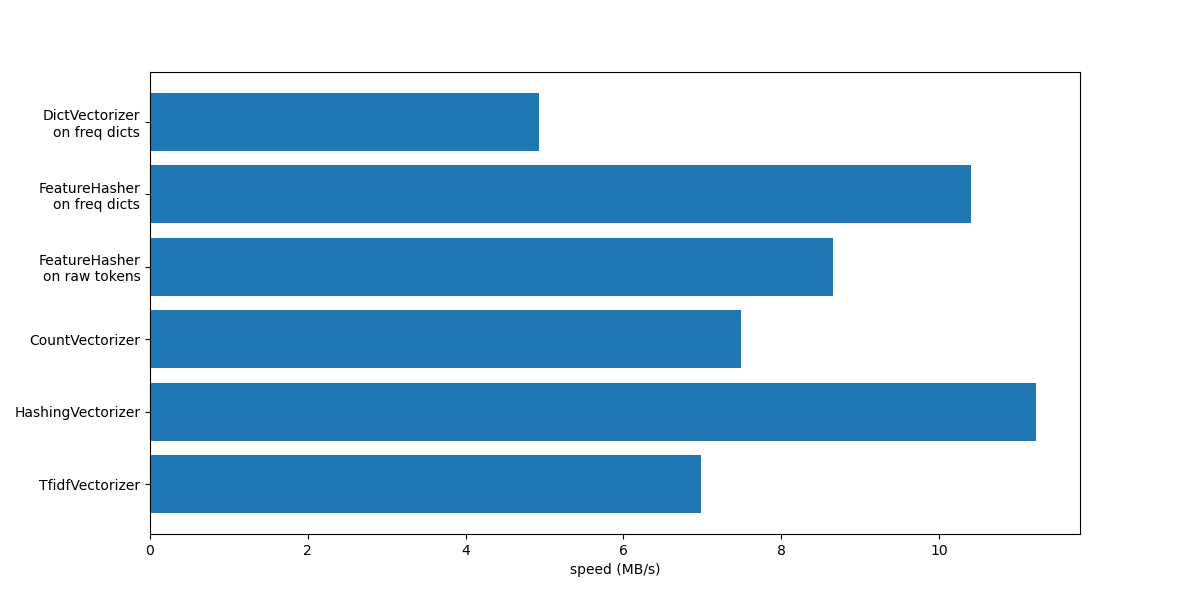 DictVectorizer
on freq dicts
FeatureHasher
on freq dicts
FeatureHasher
on raw tokens
CountVectorizer
HashingVectorizer
TfidfVectorizer
0 2 4 6 8 10
speed (MB/s)